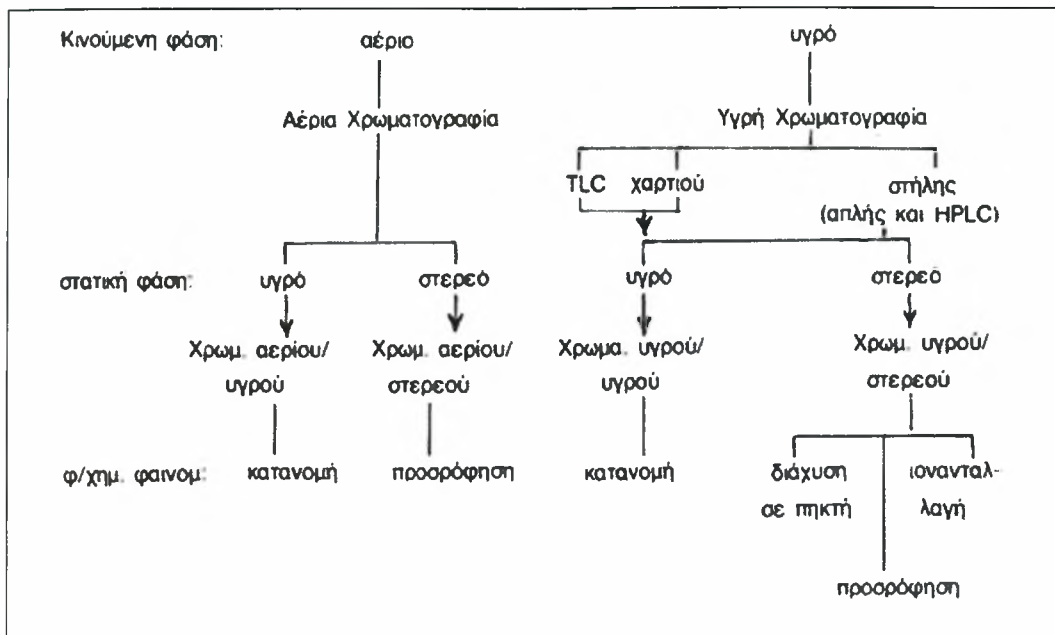 Κινούμενη φάση: αέριο υγρό
Αέρια Χρωματογραφία Υγρή Χρωματογραφία
TLC χαρτιού στήλης
(απλής και HPLC)
στατική φάση: υγρό στερεό υγρό στερεό
Χρωμ. αερίου/ Χρωμ. αερίου/ Χρωμα. υγρού/ Χρωμ. υγρού/
υγρού στερεού υγρού στερεού
φ/χημ. φαινομ: κατανομή προσρόφηση κατανομή διάχυση ιονανταλ-
σε πηκτή λαγή
προσρόφηση